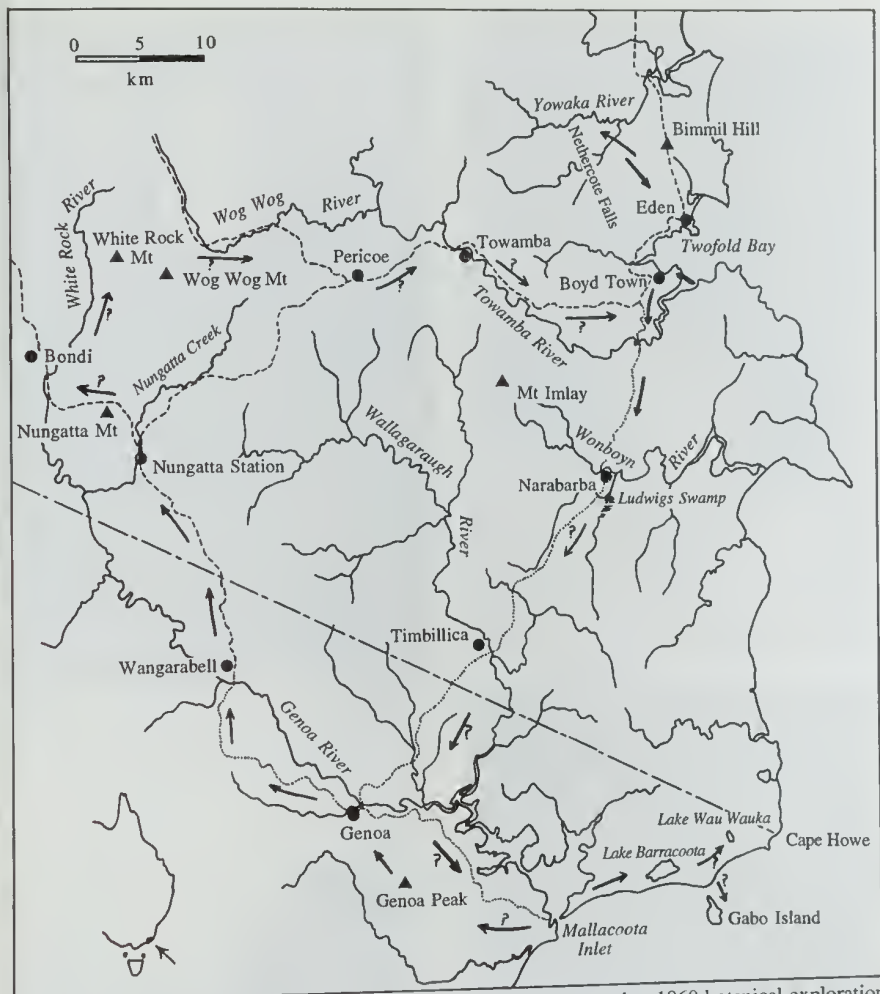 0 5 10
km
Yowaka River
Nethercote Falls
Bimmil Hill
Eden
Twofold Bay
White Rock River
Wog Wog River
White Rock Mt
Wog Wog Mt
Pericoe
Towamba
Boyd Town
Towamba River
?
?
?
?
?
Bondi
Nungatta Creek
Nungatta Mt
?
Nungatta Station
Mt Imlay
Wallagaraugh River
Wonboyn River
Narabarba
Ludwigs Swamp
?
Timbillica
Wangarabell
?
Genoa River
Genoa
?
Genoa Peak
Lake Wau Wauka
Lake Barracoota
Cape Howe
?
?
Gabo Island
?
Mallacoota Inlet
1860 botanical exploration